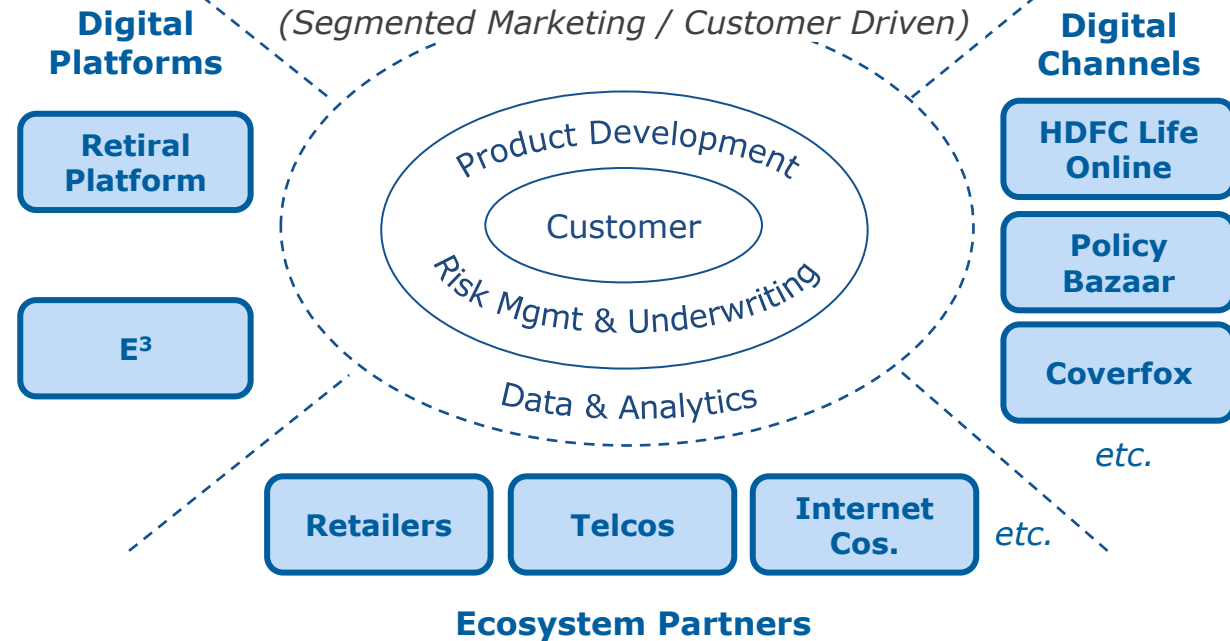 (Segmented Marketing / Customer Driven)
Digital
Platforms
Retiral
Platform
E³
Product Development
Customer
Risk Mgmt & Underwriting
Data & Analytics
Digital
Channels
HDFC Life
Online
Policy
Bazaar
Coverfox
etc.
Retailers
Telcos
Internet
Cos.
etc.
Ecosystem Partners